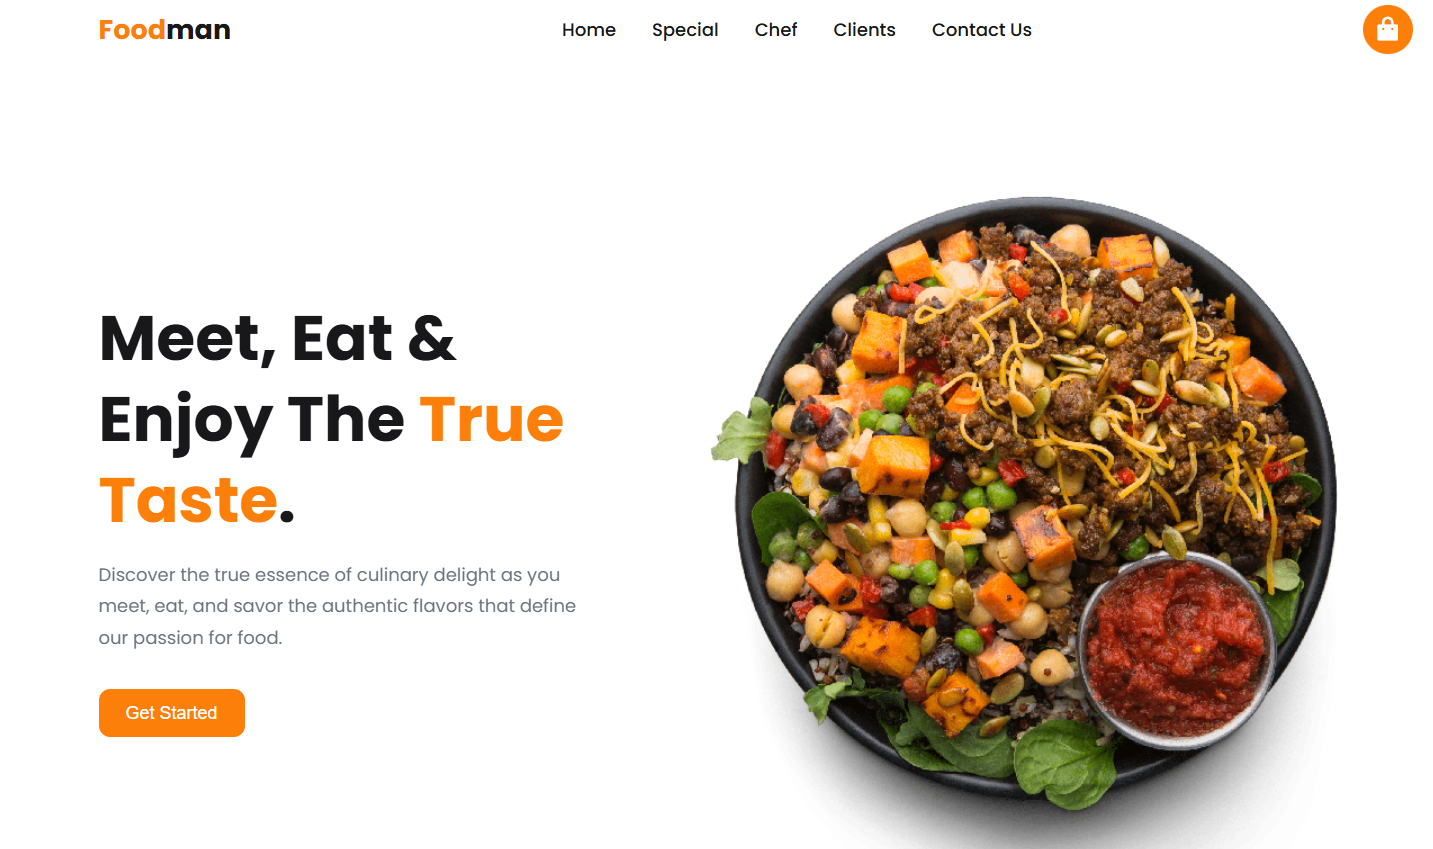 Foodman
Home Special Chef Clients Contact Us
Meet, Eat &
Enjoy The True
Taste.
Discover the true essence of culinary delight as you
meet, eat, and savor the authentic flavors that define
our passion for food.
Get Started